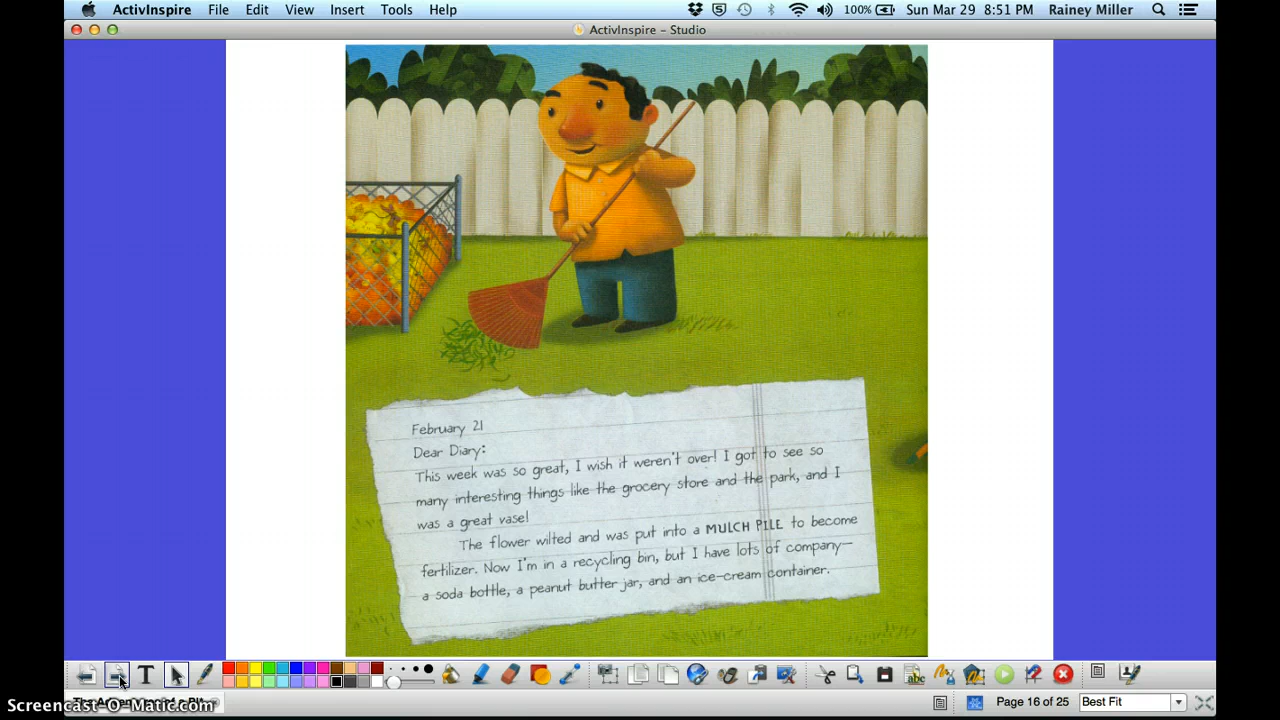 ActivInspire File Edit View Insert Tools Help 100% Sun Mar 29 8:51 PM Rainey Miller
ActivInspire – Studio
February 21
Dear Diary:
This week was so great, I wish it weren't over! I got to see so
many interesting things like the grocery store and the park, and I
was a great vase!
The flower wilted and was put into a MULCH PILE to become
fertilizer. Now I'm in a recycling bin, but I have lots of company—
a soda bottle, a peanut butter jar, and an ice-cream container.
T
abc
Page 16 of 25 Best Fit
Screencast-O-Matic.com